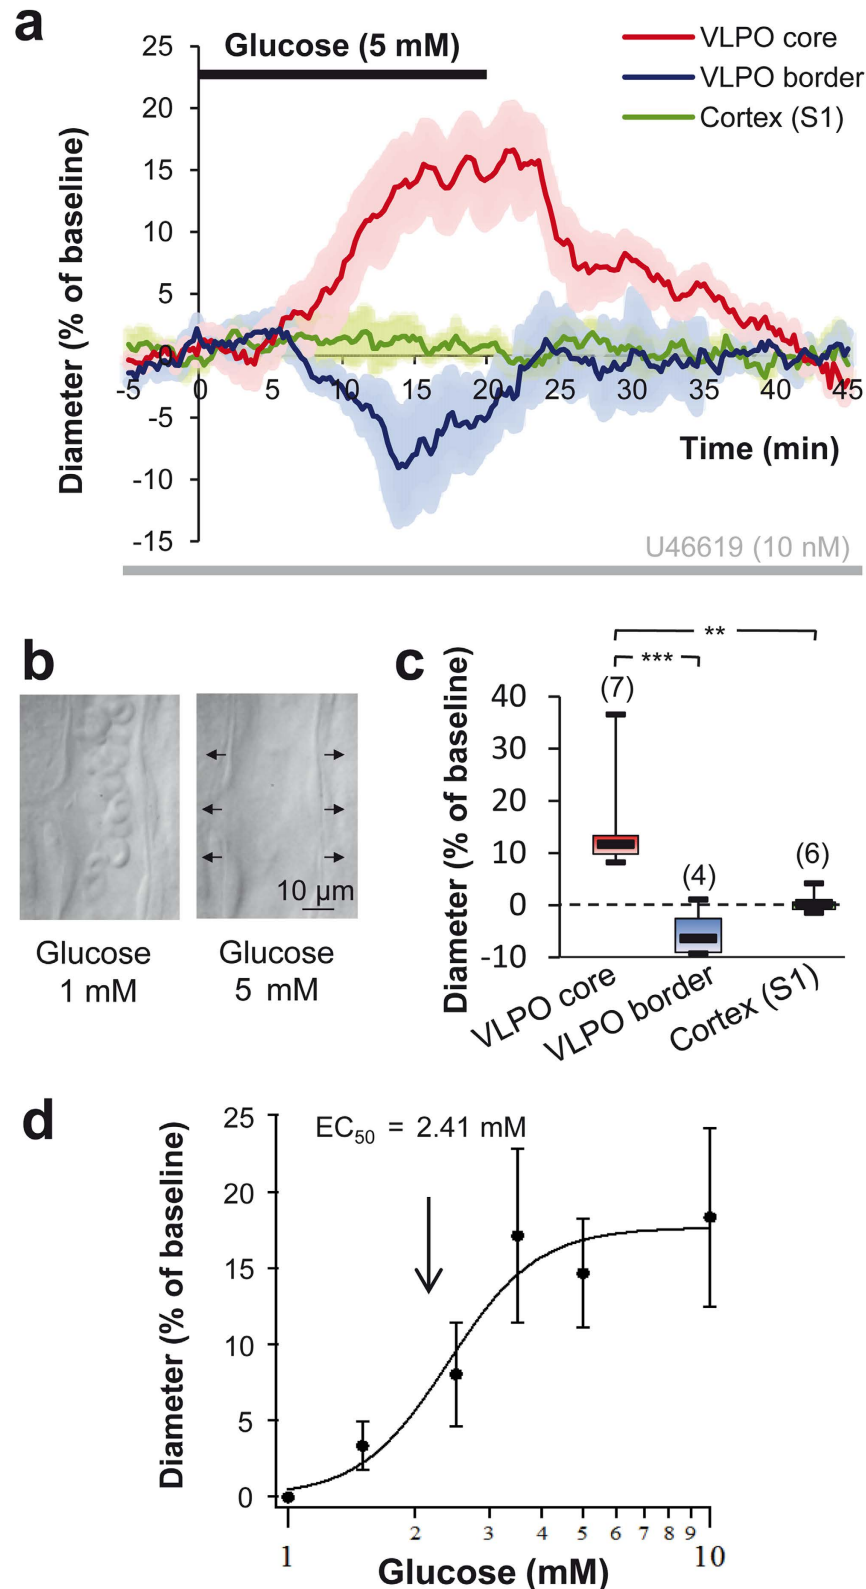 a
Glucose (5 mM)
VLPO core
VLPO border
Cortex (S1)
25
20
15
10
5
0
-5
-10
-15
Diameter (% of baseline)
-5 0 5 10 15 20 25 30 35 40 45
Time (min)
U46619 (10 nM)
b
Glucose
1 mM
10 µm
Glucose
5 mM
c
**
***
(7)
(4)
(6)
40
30
20
10
0
-10
Diameter (% of baseline)
VLPO core
VLPO border
Cortex (S1)
d
EC50 = 2.41 mM
25
20
15
10
5
0
Diameter (% of baseline)
2 3 4 5 6 7 8 9
1 10
Glucose (mM)